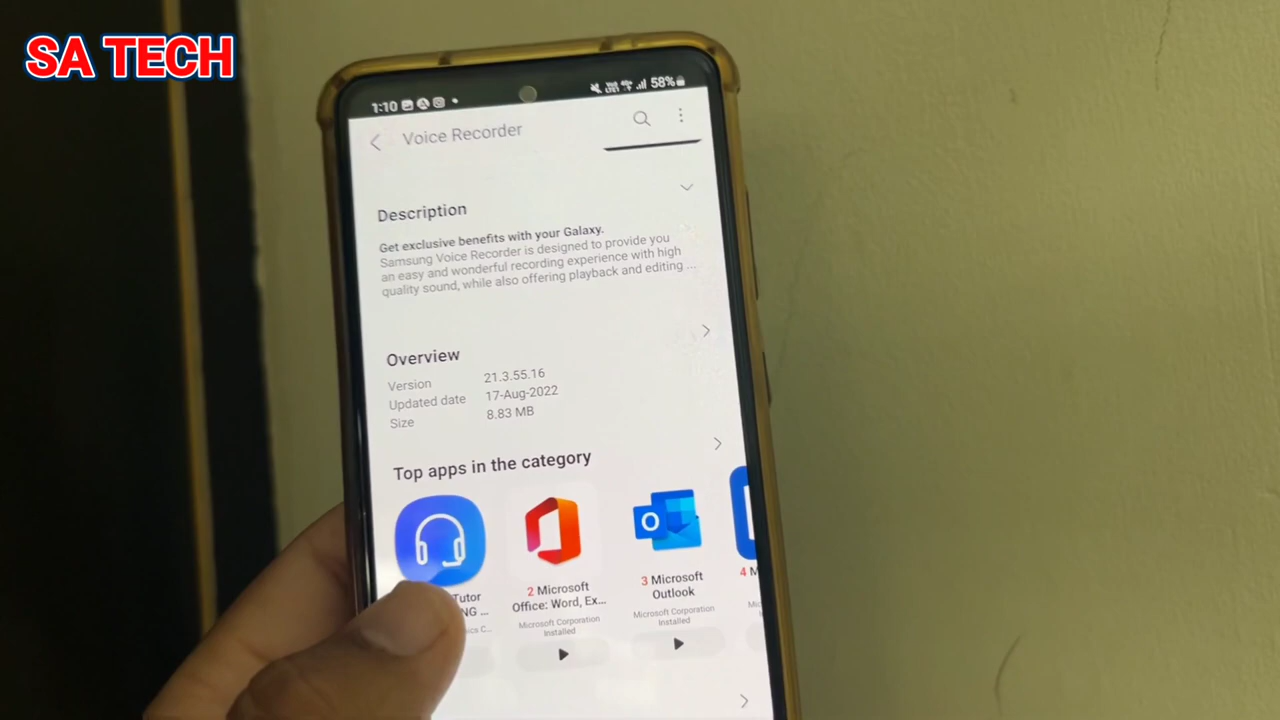 SA TECH
1:10
58%
Voice Recorder
Description
Get exclusive benefits with your Galaxy.
Samsung Voice Recorder is designed to provide you
an easy and wonderful recording experience with high
quality sound, while also offering playback and editing ...
Overview
Version 21.3.55.16
Updated date 17-Aug-2022
Size 8.83 MB
Top apps in the category
Tutor
2 Microsoft
Office: Word, Ex...
Microsoft Corporation
Installed
3 Microsoft
Outlook
Microsoft Corporation
Installed
4 M